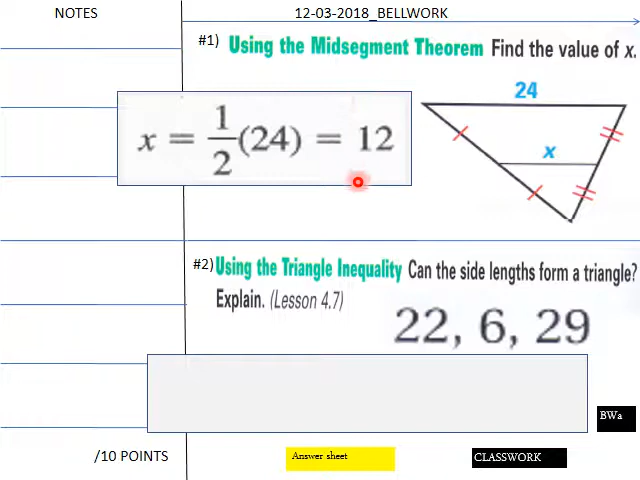 NOTES
12-03-2018_BELLWORK
#1) Using the Midsegment Theorem Find the value of x.
24
x = 1/2(24) = 12
x
#2) Using the Triangle Inequality Can the side lengths form a triangle?
Explain. (Lesson 4.7)
22, 6, 29
BWa
/10 POINTS
Answer sheet
CLASSWORK